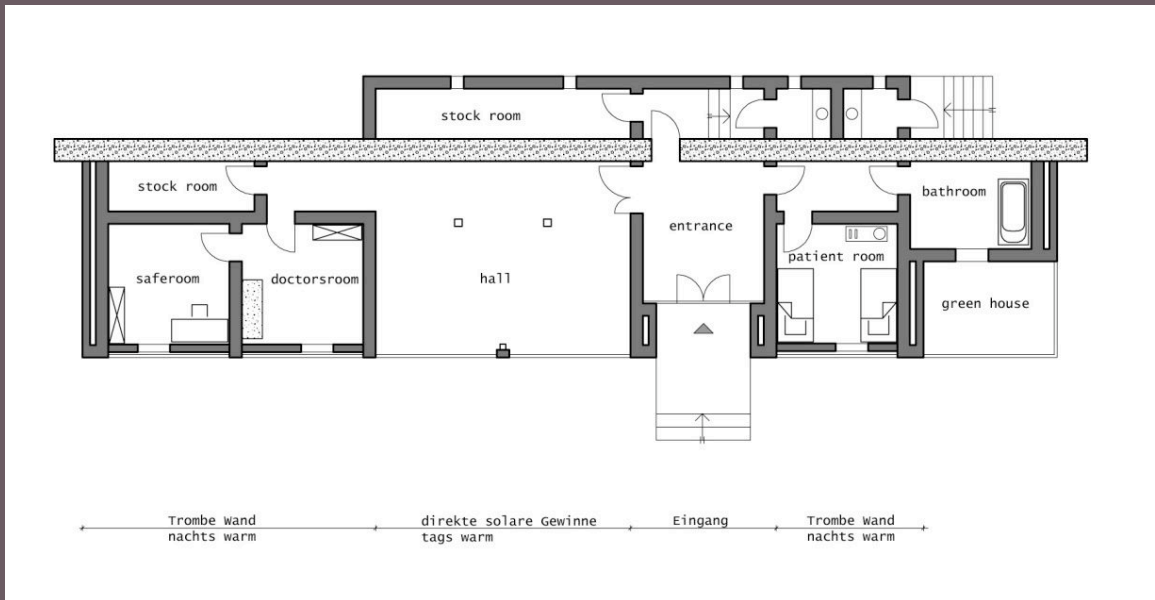 stock room
stock room
bathroom
entrance
patient room
saferoom
doctorsroom
hall
green house
Trombe Wand
nachts warm
direkte solare Gewinne
tags warm
Eingang
Trombe Wand
nachts warm